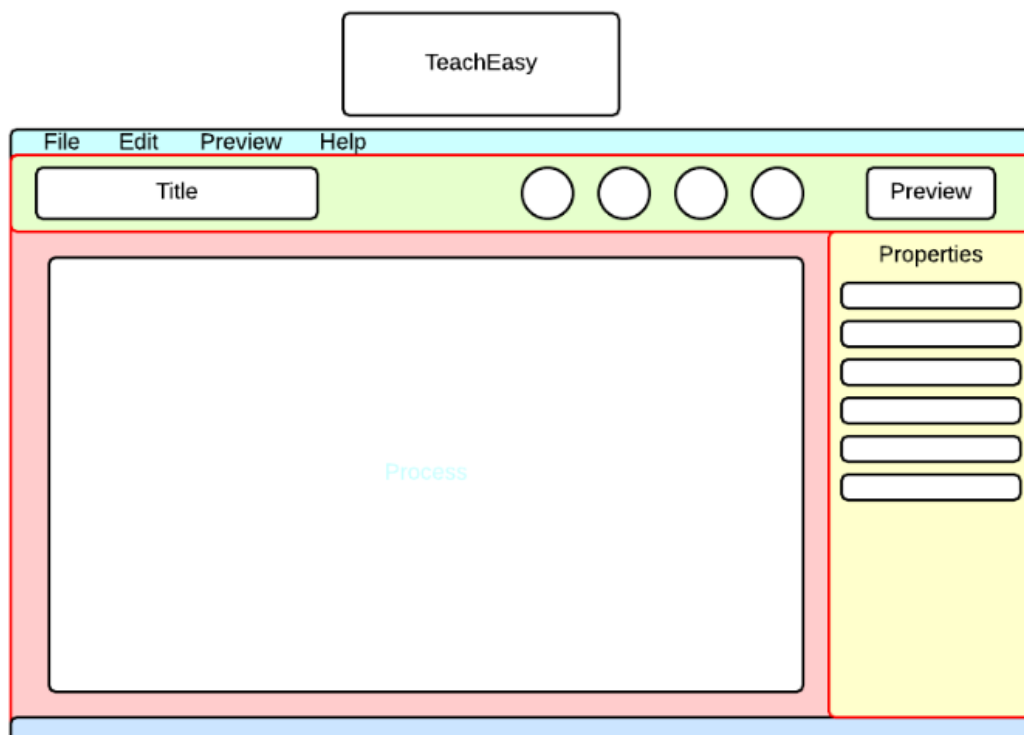 TeachEasy
File Edit Preview Help
Title
Preview
Properties
Process